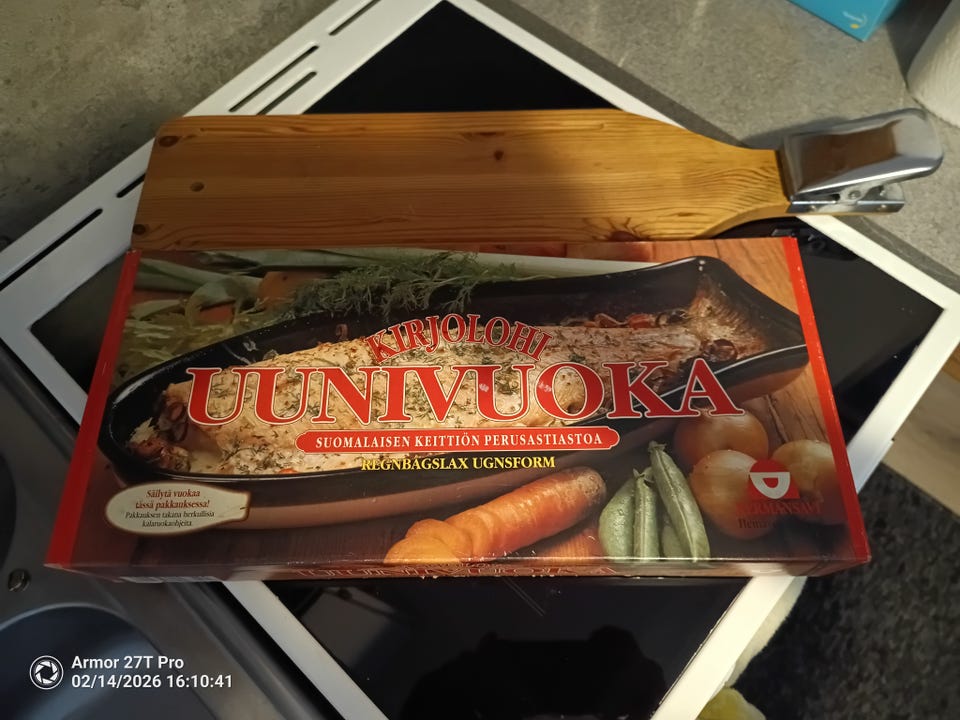 KIRJOLOHI
UUNIVUOKA
SUOMALAISEN KEITTIÖN PERUSASTIASTOA
REGNBÅGSLAX UGNSFORM
Säilytä vuokaa
tässä pakkauksessa!
Pakkauksen takana herkullisia
kalaruokaohjeita
KERMANSAVI
Armor 27T Pro
02/14/2026 16:10:41